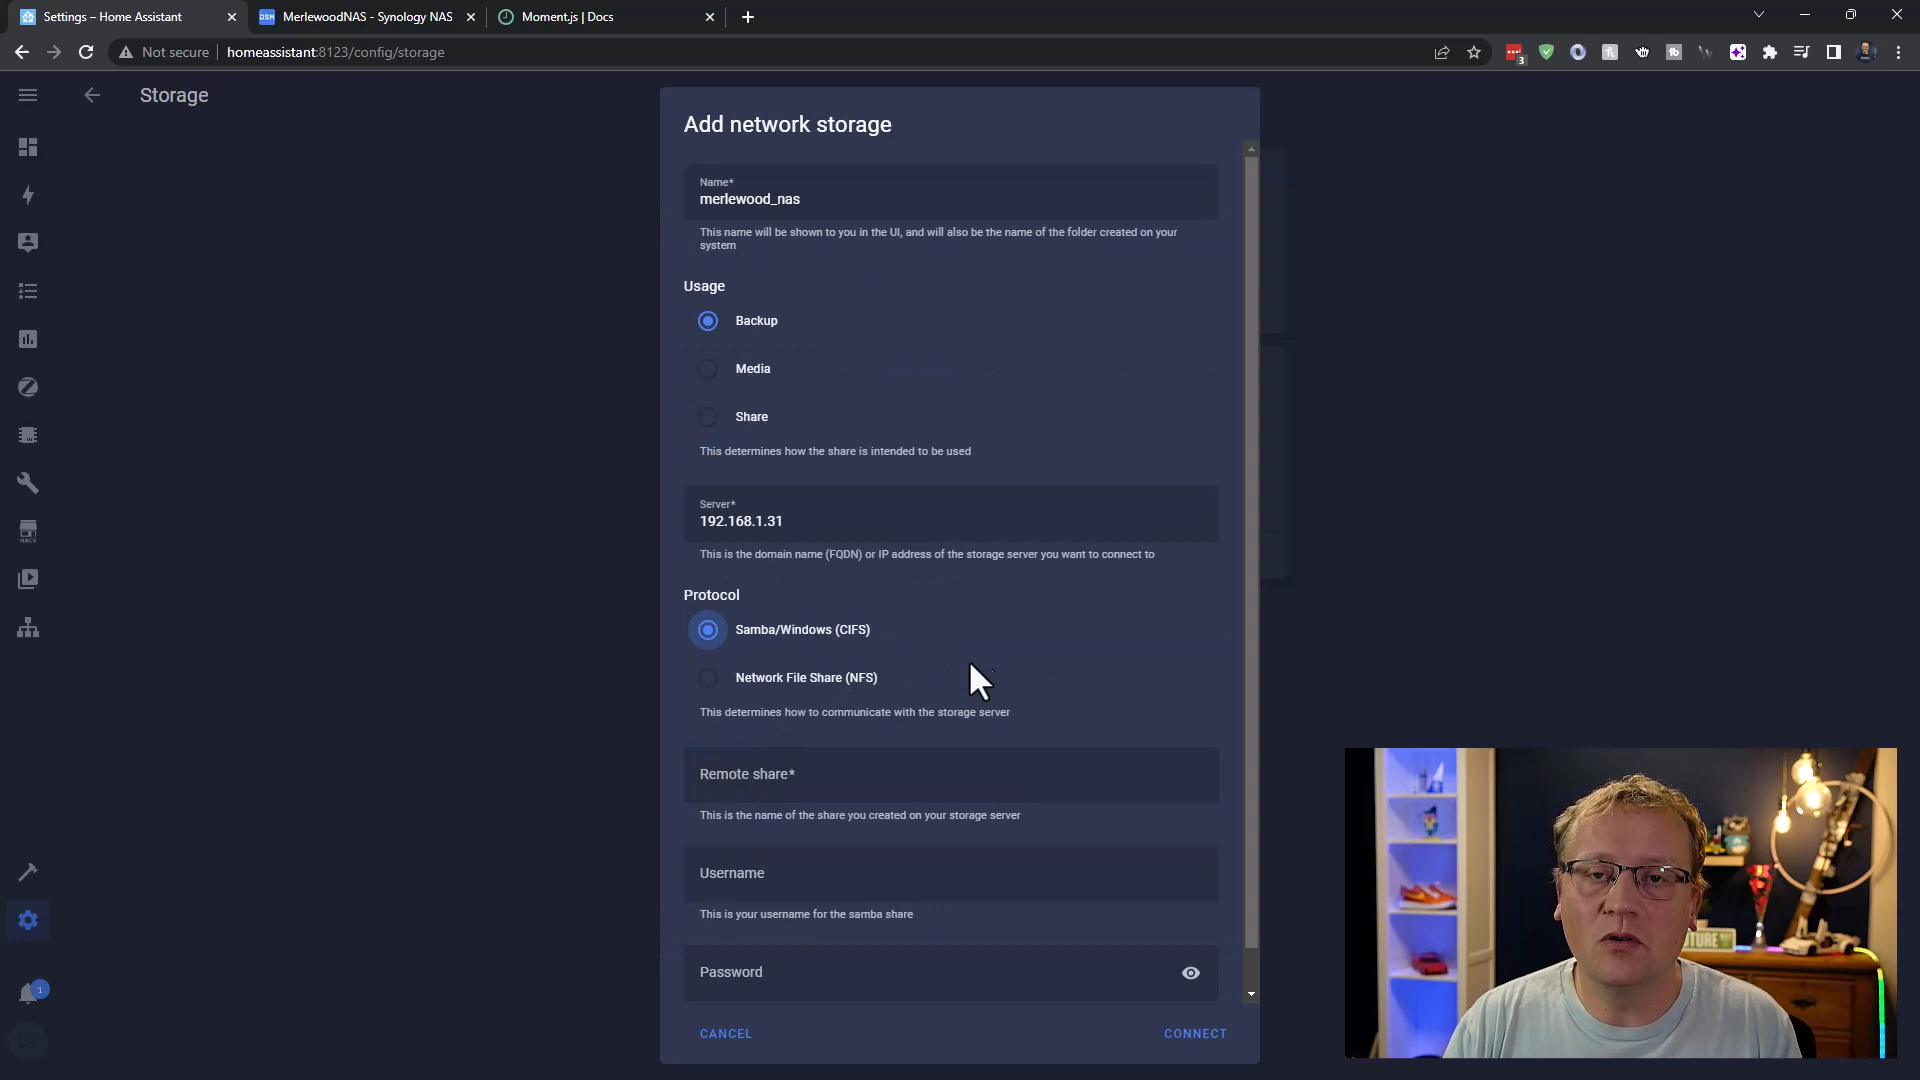 Settings – Home Assistant
DSM
MerlewoodNAS - Synology NAS
Moment.js | Docs
Not secure
homeassistant:8123/config/storage
3
Storage
Add network storage
Name*
merlewood_nas
This name will be shown to you in the UI, and will also be the name of the folder created on your
system
Usage
Backup
Media
Share
This determines how the share is intended to be used
Server*
192.168.1.31
This is the domain name (FQDN) or IP address of the storage server you want to connect to
Protocol
Samba/Windows (CIFS)
Network File Share (NFS)
This determines how to communicate with the storage server
Remote share*
This is the name of the share you created on your storage server
Username
This is your username for the samba share
Password
CANCEL
CONNECT
HACS
1